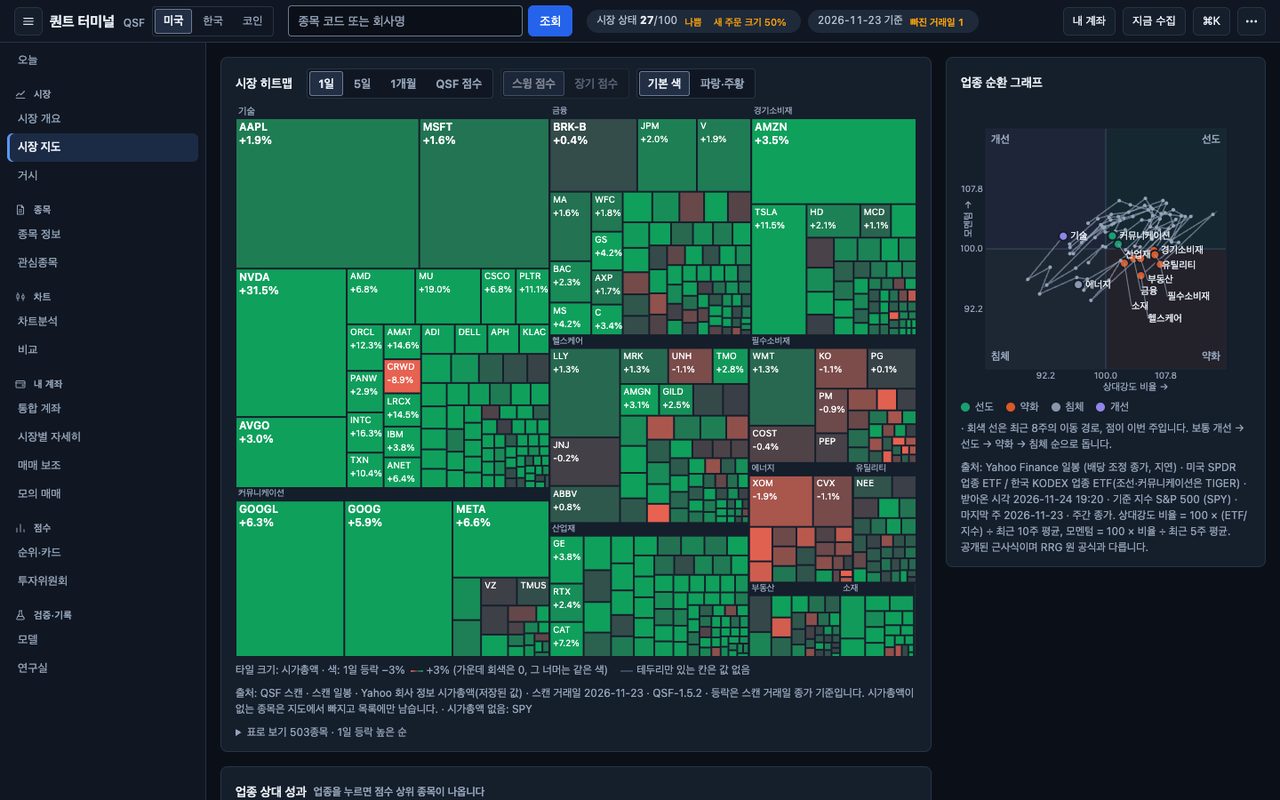 퀀트 터미널 QSF 미국 한국 코인 종목 코드 또는 회사명 조회 시장 상태 27/100 나쁨 새 주문 크기 50% 2026-11-23 기준 빠진 거래일 1 내 계좌 지금 수집 ⌘K
오늘
시장
시장 개요
시장 지도
거시
종목
종목 정보
관심종목
차트
차트분석
비교
내 계좌
통합 계좌
시장별 자세히
매매 보조
모의 매매
점수
순위·카드
투자위원회
검증·기록
모델
연구실
시장 히트맵 1일 5일 1개월 QSF 점수 스윙 점수 장기 점수 기본 색 파랑·주황
기술
AAPL
+1.9%
MSFT
+1.6%
NVDA
+31.5%
AVGO
+3.0%
AMD
+6.8%
MU
+19.0%
CSCO
+6.8%
PLTR
+11.1%
ORCL
+12.3%
AMAT
+14.6%
ADI
DELL
APH
KLAC
CRWD
-8.9%
PANW
+2.9%
LRCX
+14.5%
INTC
+16.3%
IBM
+3.8%
TXN
+10.4%
ANET
+6.4%
커뮤니케이션
GOOGL
+6.3%
GOOG
+5.9%
META
+6.6%
VZ
TMUS
금융
BRK-B
+0.4%
JPM
+2.0%
V
+1.9%
MA
+1.6%
WFC
+1.8%
GS
+4.2%
BAC
+2.3%
AXP
+1.7%
MS
+4.2%
C
+3.4%
헬스케어
LLY
+1.3%
MRK
+1.3%
UNH
-1.1%
TMO
+2.8%
AMGN
+3.1%
GILD
+2.5%
JNJ
-0.2%
ABBV
+0.8%
산업재
GE
+3.8%
RTX
+2.4%
CAT
+7.2%
경기소비재
AMZN
+3.5%
TSLA
+11.5%
HD
+2.1%
MCD
+1.1%
필수소비재
WMT
+1.3%
KO
-1.1%
PG
+0.1%
PM
-0.9%
COST
-0.4%
PEP
에너지
XOM
-1.9%
CVX
-1.1%
유틸리티
NEE
부동산
소재
타일 크기: 시가총액 · 색: 1일 등락 −3% +3% (가운데 회색은 0, 그 너머는 같은 색) — 테두리만 있는 칸은 값 없음
출처: QSF 스캔 · 스캔 일봉 · Yahoo 회사 정보 시가총액(저장된 값) · 스캔 거래일 2026-11-23 · QSF-1.5.2 · 등락은 스캔 거래일 종가 기준입니다. 시가총액이
없는 종목은 지도에서 빠지고 목록에만 남습니다. · 시가총액 없음: SPY
▶ 표로 보기 503종목 · 1일 등락 높은 순
업종 상대 성과 업종을 누르면 점수 상위 종목이 나옵니다
업종 순환 그래프
개선
선도
침체
약화
107.8
100.0
92.2
모멘텀 →
기술
커뮤니케이션
산업재
경기소비재
유틸리티
부동산
에너지
금융
필수소비재
소재
헬스케어
92.2 100.0 107.8
상대강도 비율 →
선도 약화 침체 개선
· 회색 선은 최근 8주의 이동 경로, 점이 이번 주입니다. 보통 개선 →
선도 → 약화 → 침체 순으로 돕니다.
출처: Yahoo Finance 일봉 (배당 조정 종가, 지연) · 미국 SPDR
업종 ETF / 한국 KODEX 업종 ETF(조선·커뮤니케이션은 TIGER) ·
받아온 시각 2026-11-24 19:20 · 기준 지수 S&P 500 (SPY) ·
마지막 주 2026-11-23 · 주간 종가. 상대강도 비율 = 100 × (ETF/
지수) ÷ 최근 10주 평균, 모멘텀 = 100 × 비율 ÷ 최근 5주 평균.
공개된 근사식이며 RRG 원 공식과 다릅니다.